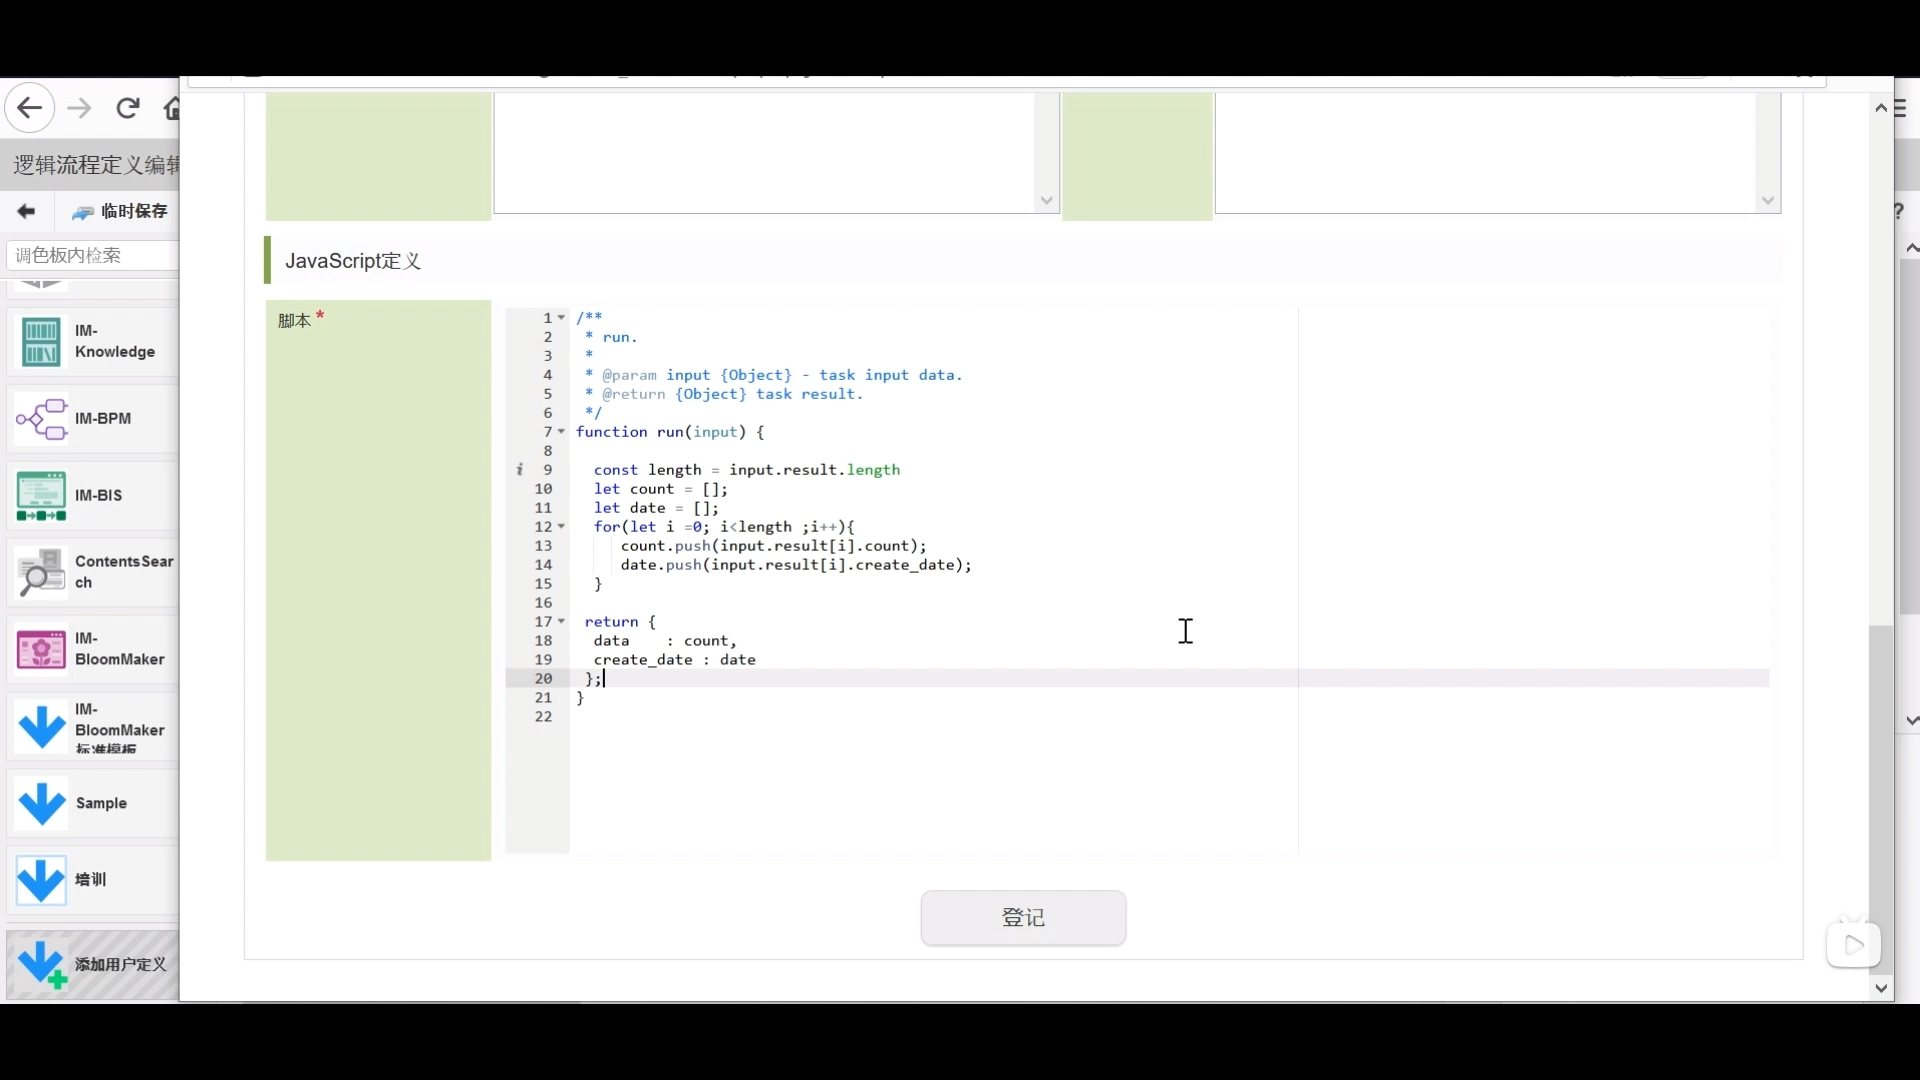 逻辑流程定义编辑
临时保存
?
调色板内检索
IM-
Knowledge
IM-BPM
IM-BIS
ContentsSear
ch
IM-
BloomMaker
IM-
BloomMaker
标准模板
Sample
培训
添加用户定义
JavaScript定义
脚本 *
1 /**
2 * run.
3 *
4 * @param input {Object} - task input data.
5 * @return {Object} task result.
6 */
7 function run(input) {
8
i 9 const length = input.result.length
10 let count = [];
11 let date = [];
12 for(let i =0; i<length ;i++){
13 count.push(input.result[i].count);
14 date.push(input.result[i].create_date);
15 }
16
17 return {
18 data    : count,
19 create_date : date
20 };
21 }
22
登记